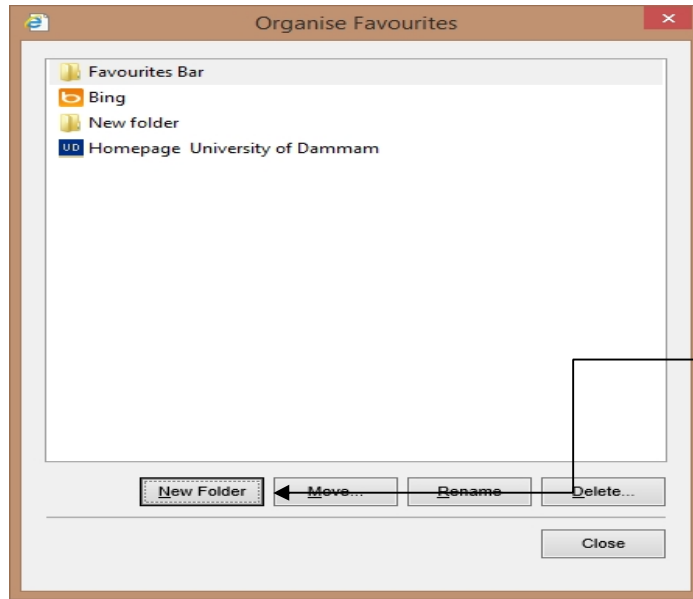 Organise Favourites
Favourites Bar
Bing
New folder
UD Homepage University of Dammam
New Folder Move... Rename Delete...
Close